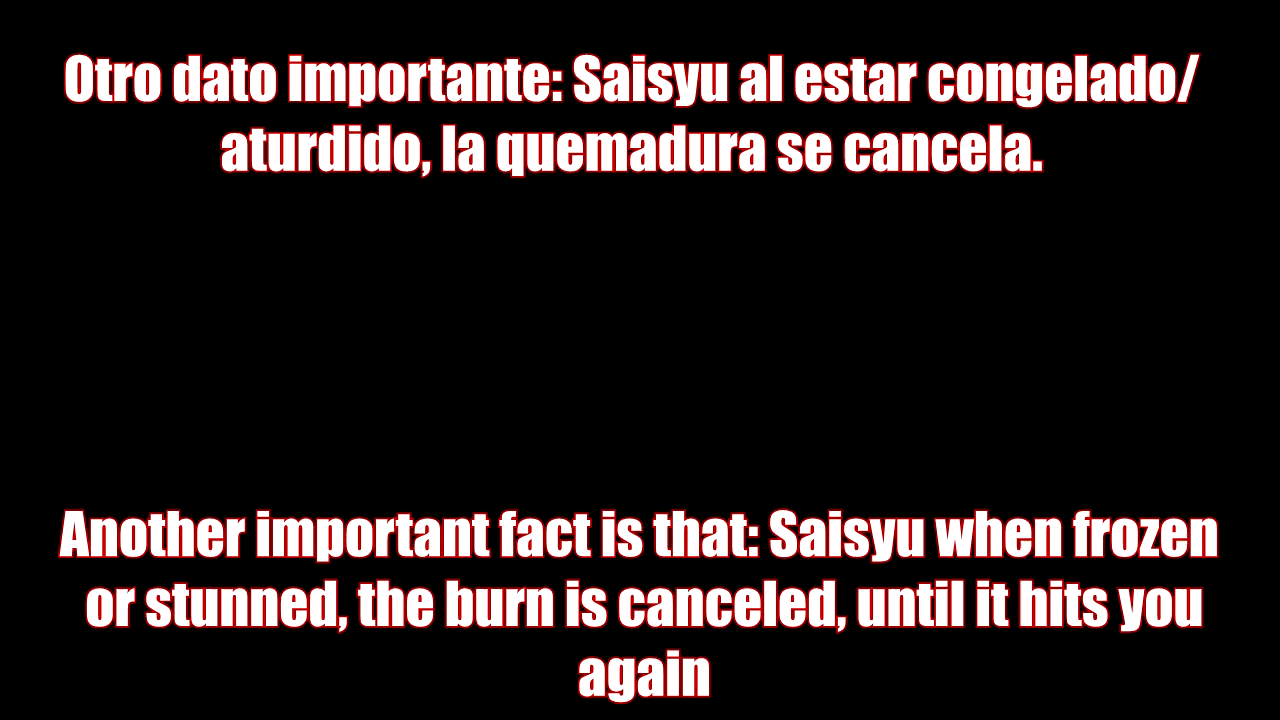 Otro dato importante: Saisyu al estar congelado/
aturdido, la quemadura se cancela.
Another important fact is that: Saisyu when frozen
or stunned, the burn is canceled, until it hits you
again